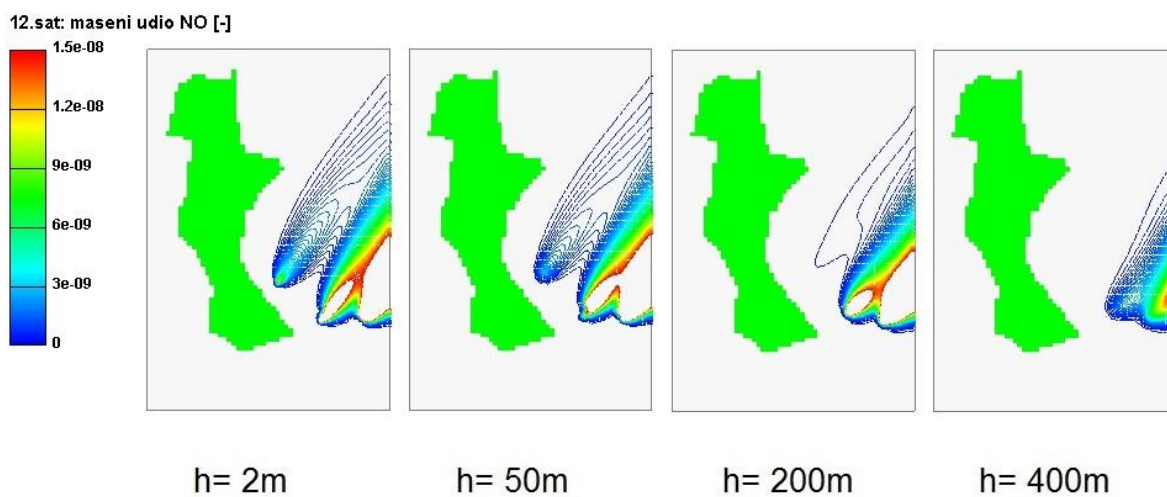 12.sat: maseni udio NO [-]
1.5e-08
1.2e-08
9e-09
6e-09
3e-09
0
h= 2m
h= 50m
h= 200m
h= 400m